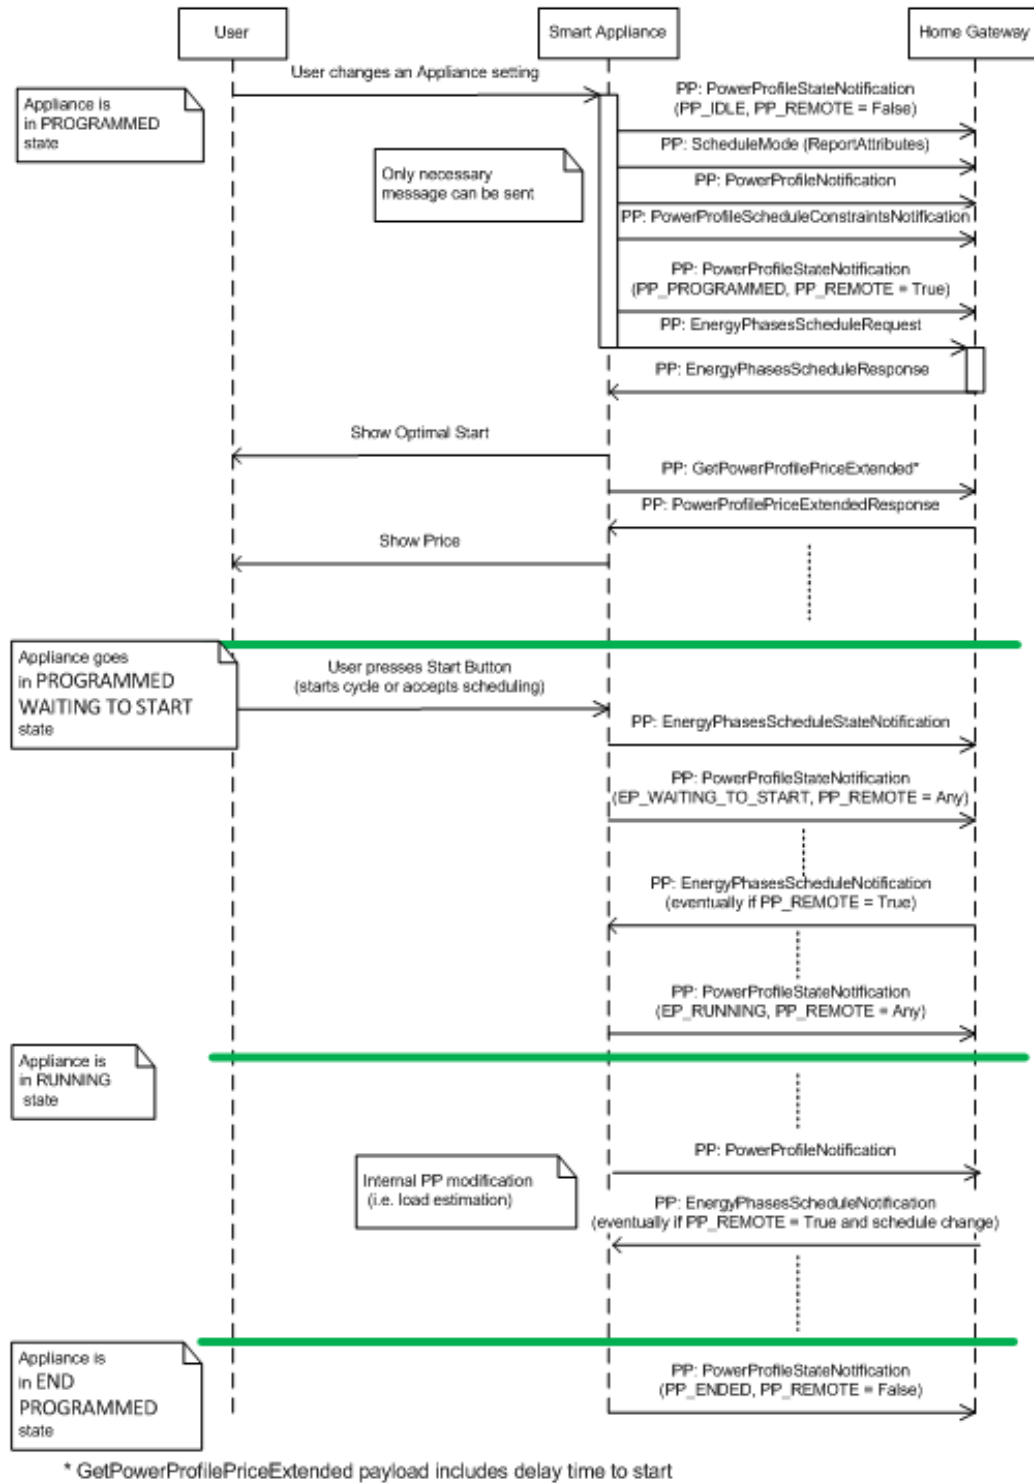 User
Smart Appliance
Home Gateway
User changes an Appliance setting
Appliance is
in PROGRAMMED
state
PP: PowerProfileStateNotification
(PP_IDLE, PP_REMOTE = False)
PP: ScheduleMode (ReportAttributes)
Only necessary
message can be sent
PP: PowerProfileNotification
PP: PowerProfileScheduleConstraintsNotification
PP: PowerProfileStateNotification
(PP_PROGRAMMED, PP_REMOTE = True)
PP: EnergyPhasesScheduleRequest
PP: EnergyPhasesScheduleResponse
Show Optimal Start
PP: GetPowerProfilePriceExtended*
PP: PowerProfilePriceExtendedResponse
Show Price
Appliance goes
in PROGRAMMED
WAITING TO START
state
User presses Start Button
(starts cycle or accepts scheduling)
PP: EnergyPhasesScheduleStateNotification
PP: PowerProfileStateNotification
(EP_WAITING_TO_START, PP_REMOTE = Any)
PP: EnergyPhasesScheduleNotification
(eventually if PP_REMOTE = True)
PP: PowerProfileStateNotification
(EP_RUNNING, PP_REMOTE = Any)
Appliance is
in RUNNING
state
PP: PowerProfileNotification
Internal PP modification
(i.e. load estimation)
PP: EnergyPhasesScheduleNotification
(eventually if PP_REMOTE = True and schedule change)
Appliance is
in END
PROGRAMMED
state
PP: PowerProfileStateNotification
(PP_ENDED, PP_REMOTE = False)
* GetPowerProfilePriceExtended payload includes delay time to start